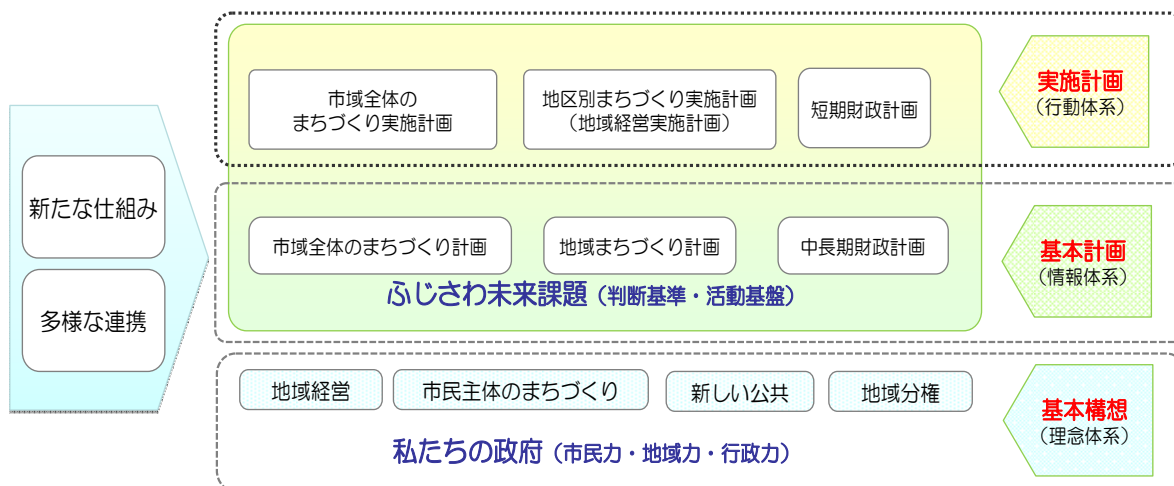 新たな仕組み
多様な連携
市域全体の
まちづくり実施計画
地区別まちづくり実施計画
（地域経営実施計画）
短期財政計画
実施計画
（行動体系）
市域全体のまちづくり計画
地域まちづくり計画
中長期財政計画
ふじさわ未来課題（判断基準・活動基盤）
基本計画
（情報体系）
地域経営
市民主体のまちづくり
新しい公共
地域分権
私たちの政府（市民力・地域力・行政力）
基本構想
（理念体系）